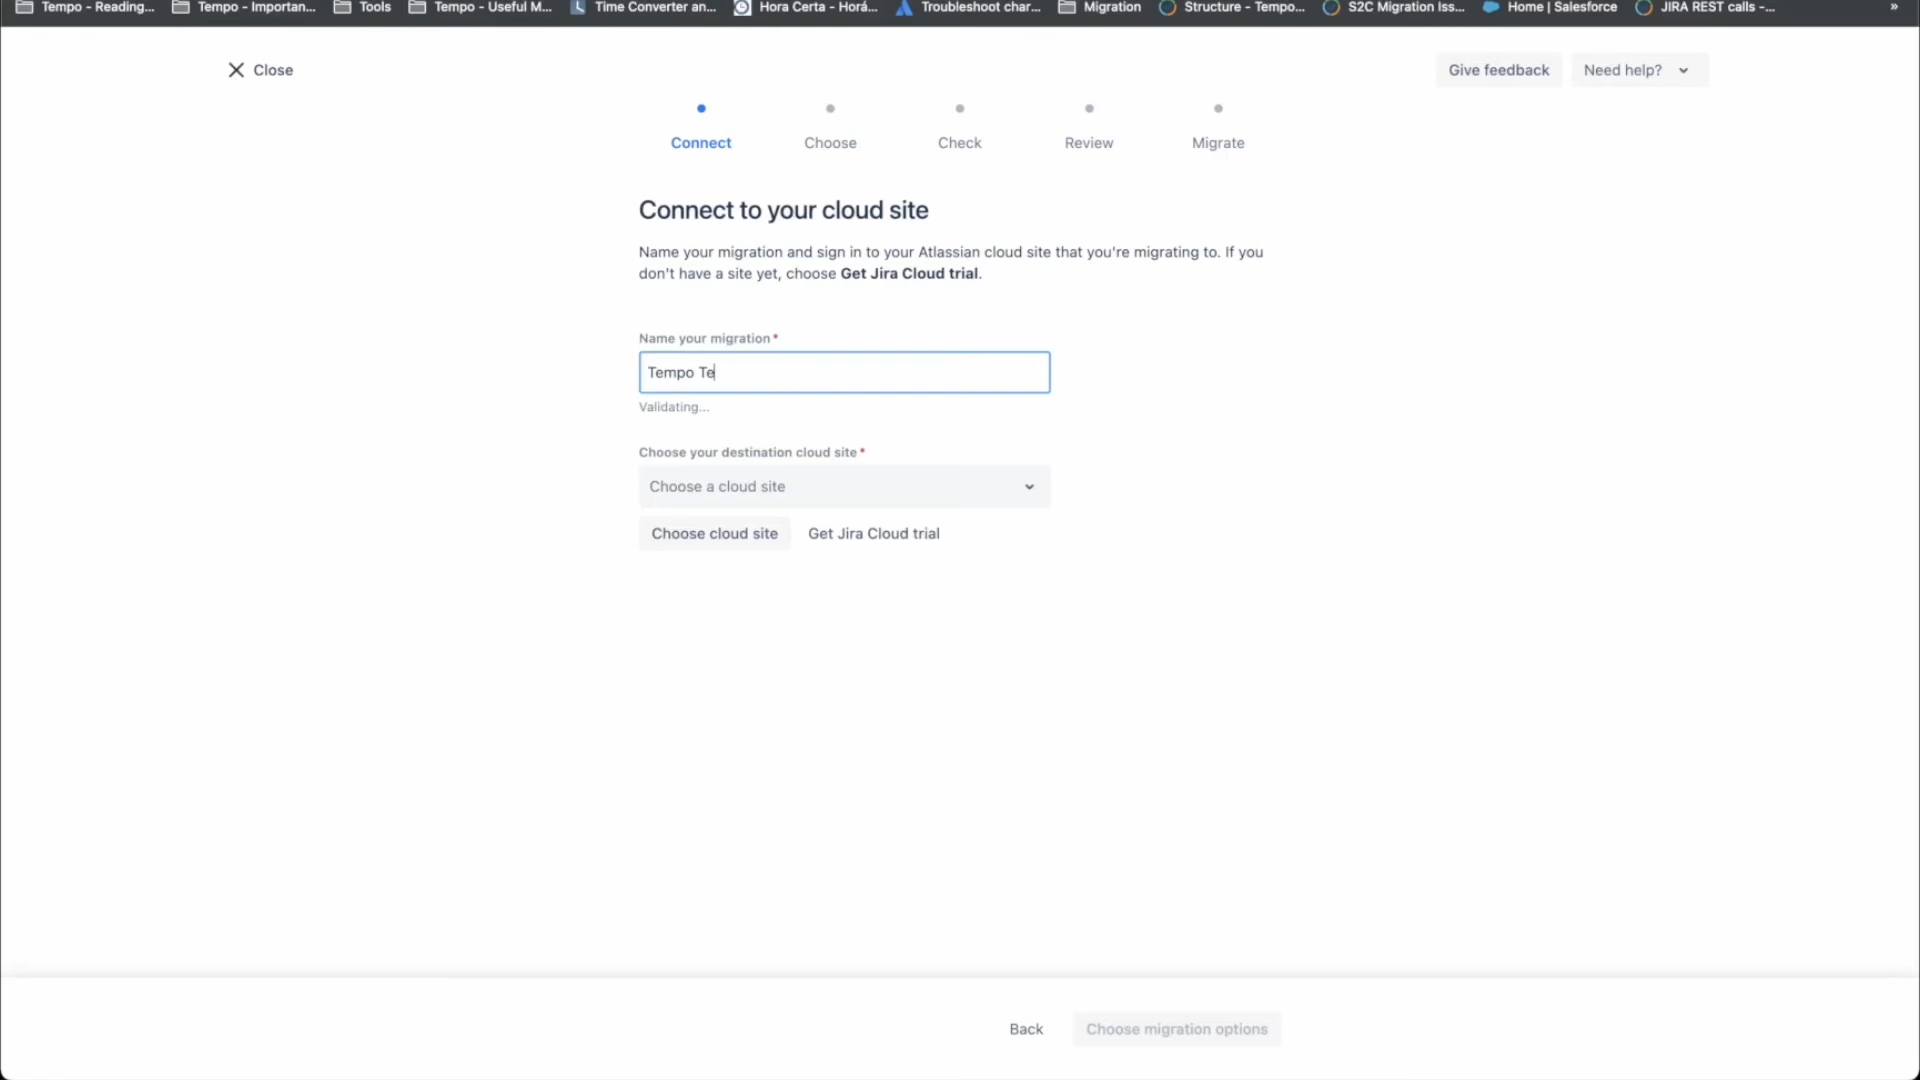 Tempo - Reading... Tempo - Importan... Tools Tempo - Useful M... Time Converter an... Hora Certa - Horá... Troubleshoot char... Migration Structure - Tempo... S2C Migration Iss... Home | Salesforce JIRA REST calls -... »
Close Give feedback Need help?
Connect Choose Check Review Migrate
Connect to your cloud site
Name your migration and sign in to your Atlassian cloud site that you're migrating to. If you
don't have a site yet, choose Get Jira Cloud trial.
Name your migration *
Tempo Te
Validating...
Choose your destination cloud site *
Choose a cloud site
Choose cloud site Get Jira Cloud trial
Back Choose migration options